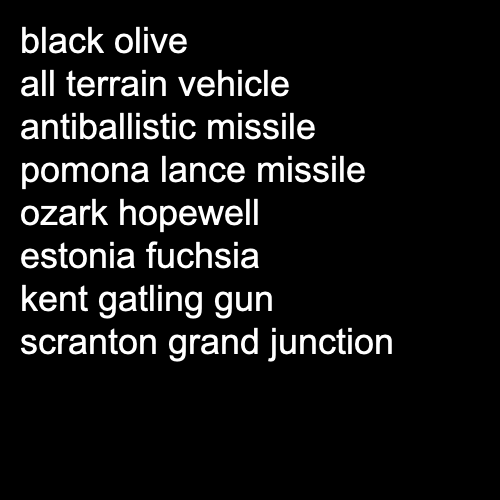 black olive
all terrain vehicle
antiballistic missile
pomona lance missile
ozark hopewell
estonia fuchsia
kent gatling gun
scranton grand junction